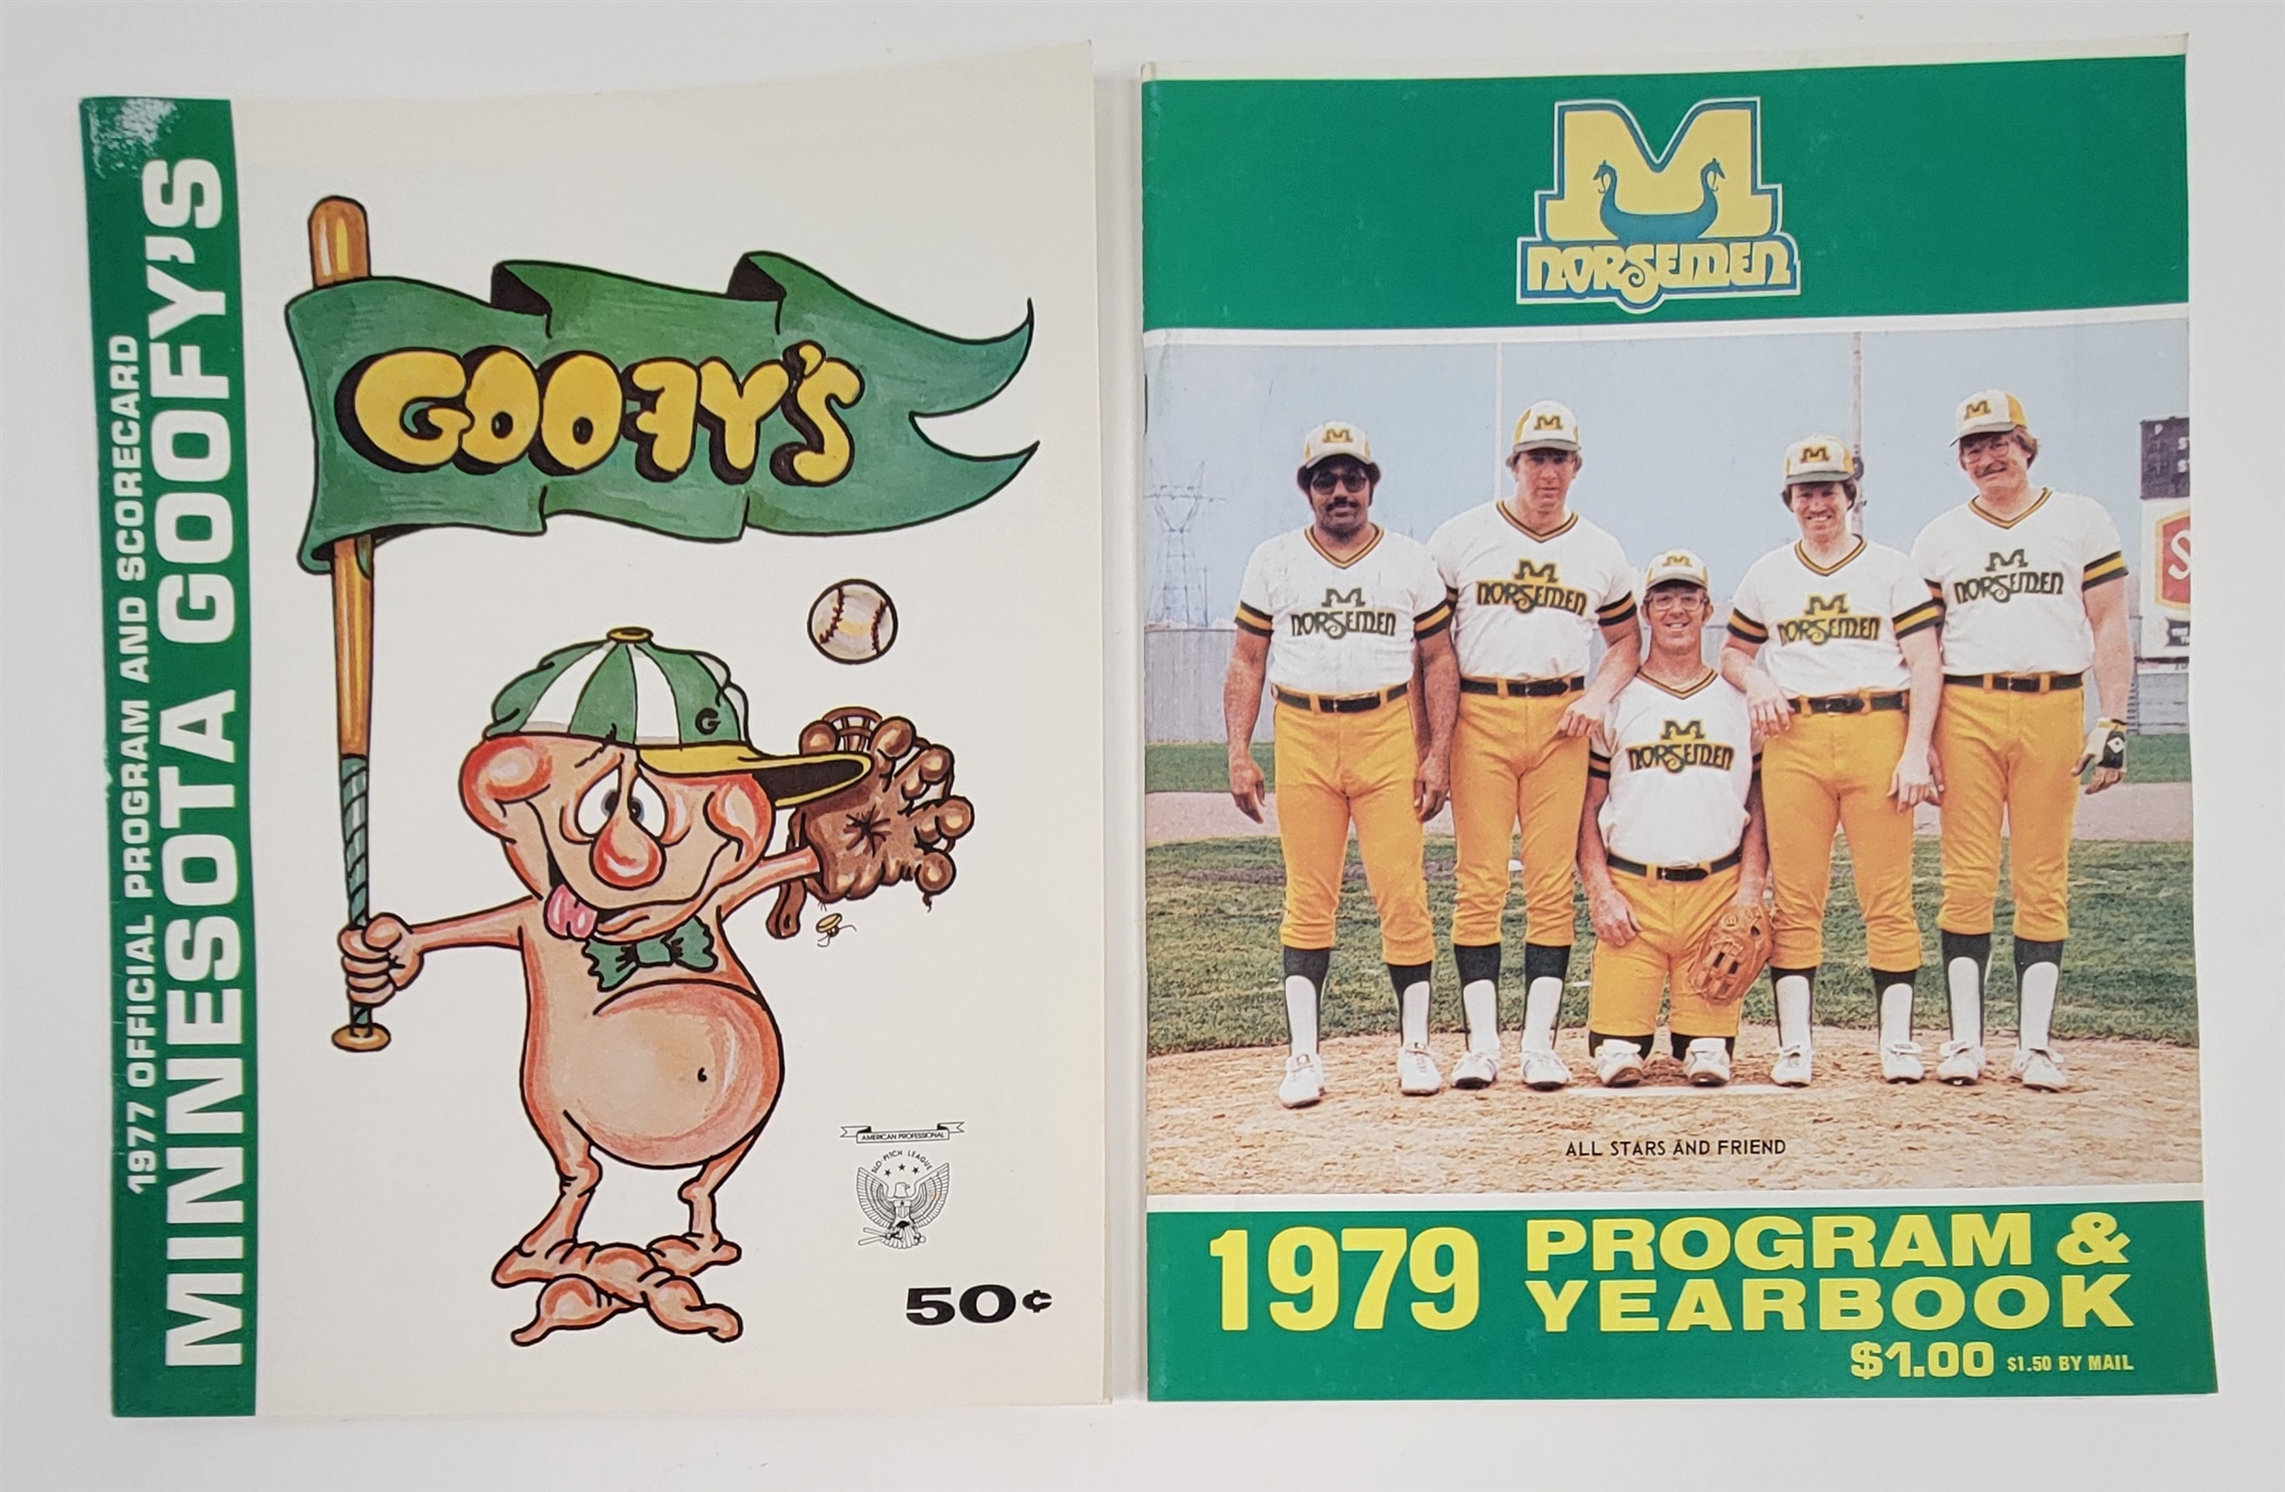 1977 OFFICIAL PROGRAM AND SCORECARD
MINNESOTA GOOFY'S
GOOFY'S
G
AMERICAN PROFESSIONAL
SLO-PITCH LEAGUE
50¢
M
NORSEMEN
M
M
M
M
M
M
NORSEMEN
M
NORSEMEN
M
NORSEMEN
M
NORSEMEN
M
NORSEMEN
ALL STARS AND FRIEND
1979 PROGRAM &
YEARBOOK
$1.00 $1.50 BY MAIL